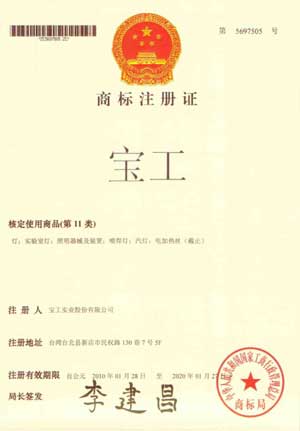 第 5697505 号
商标注册证
宝工
核定使用商品(第 11 类)
灯；实验室灯；照明器械及装置；喷焊灯；汽灯；电加热丝（截止）
注 册 人 宝工实业股份有限公司
注册地址 台湾台北县新店市民权路 130 巷 7 号 5F
注册有效期限 自公元 2010 年 01 月 28 日 至 2020 年 01 月 27
局长签发 李建昌
中华人民共和国国家工商行政管理总局
商标局